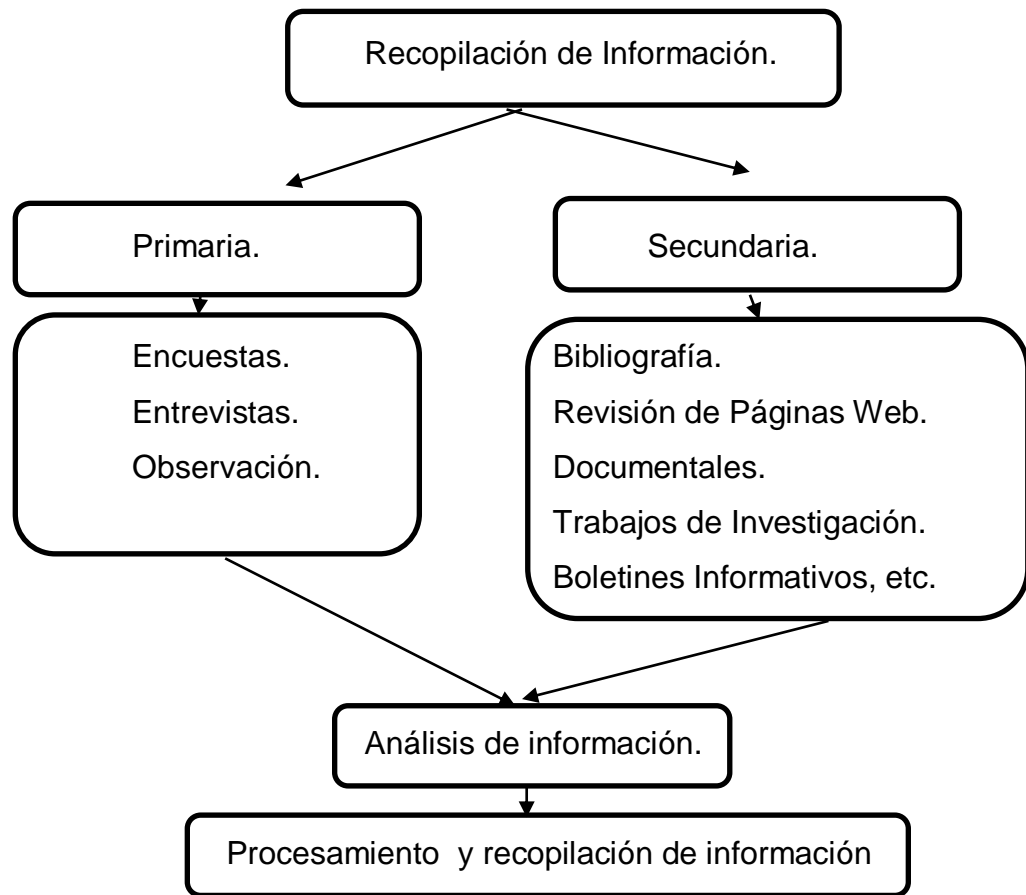 Recopilación de Información.
Primaria.
Secundaria.
Encuestas.
Entrevistas.
Observación.
Bibliografía.
Revisión de Páginas Web.
Documentales.
Trabajos de Investigación.
Boletines Informativos, etc.
Análisis de información.
Procesamiento  y recopilación de información